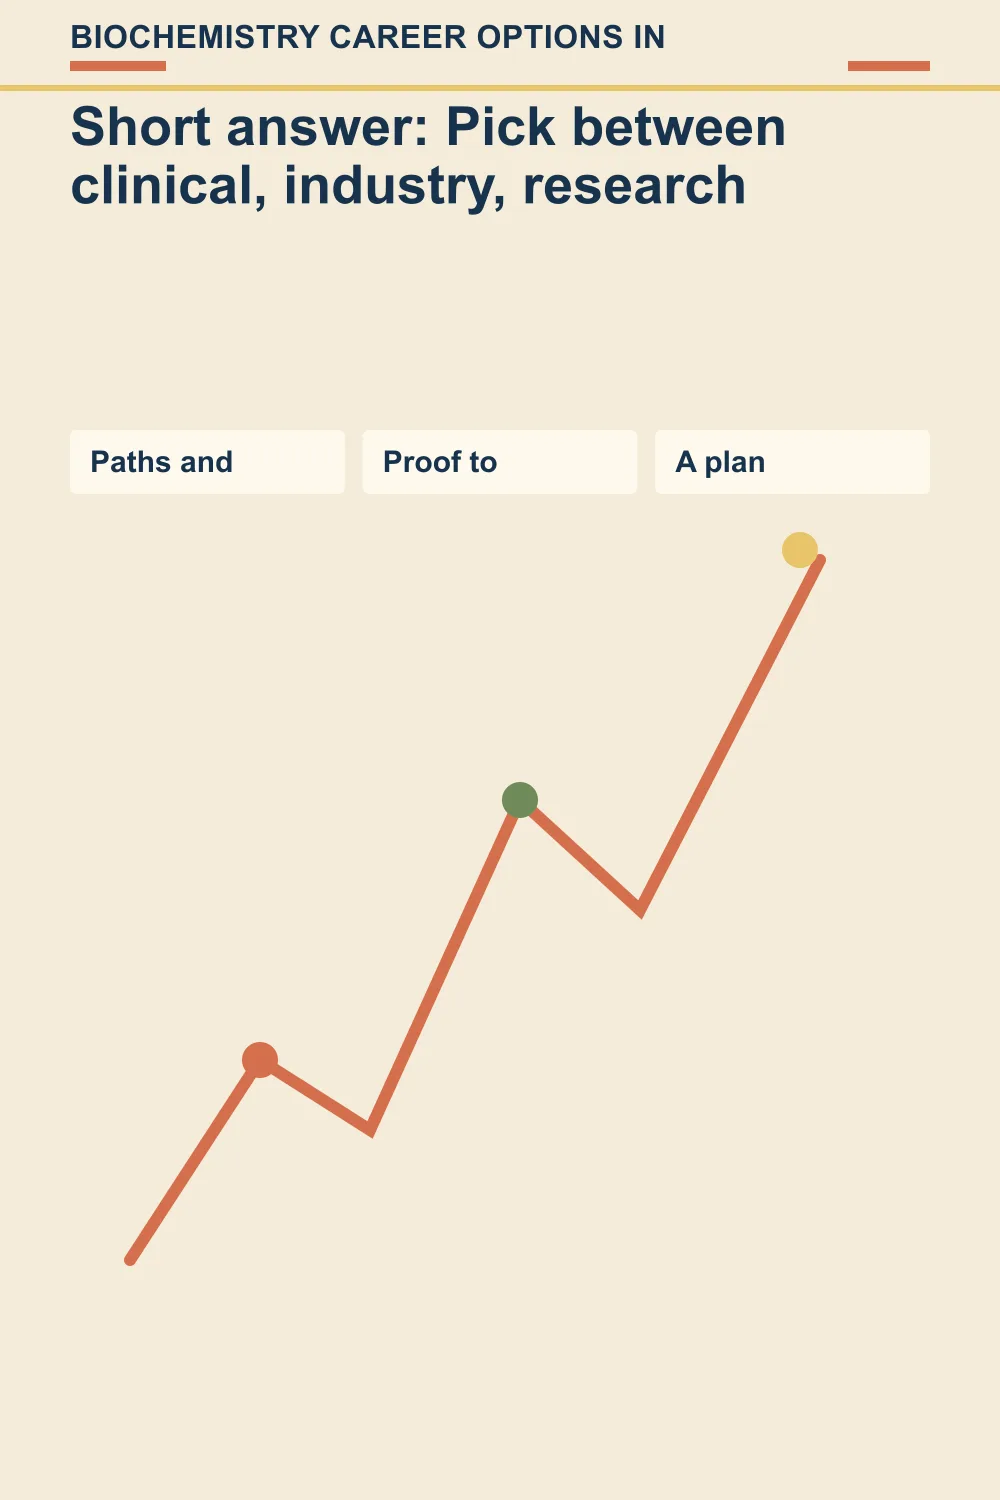 BIOCHEMISTRY CAREER OPTIONS IN
Short answer: Pick between
clinical, industry, research
Paths and
Proof to
A plan